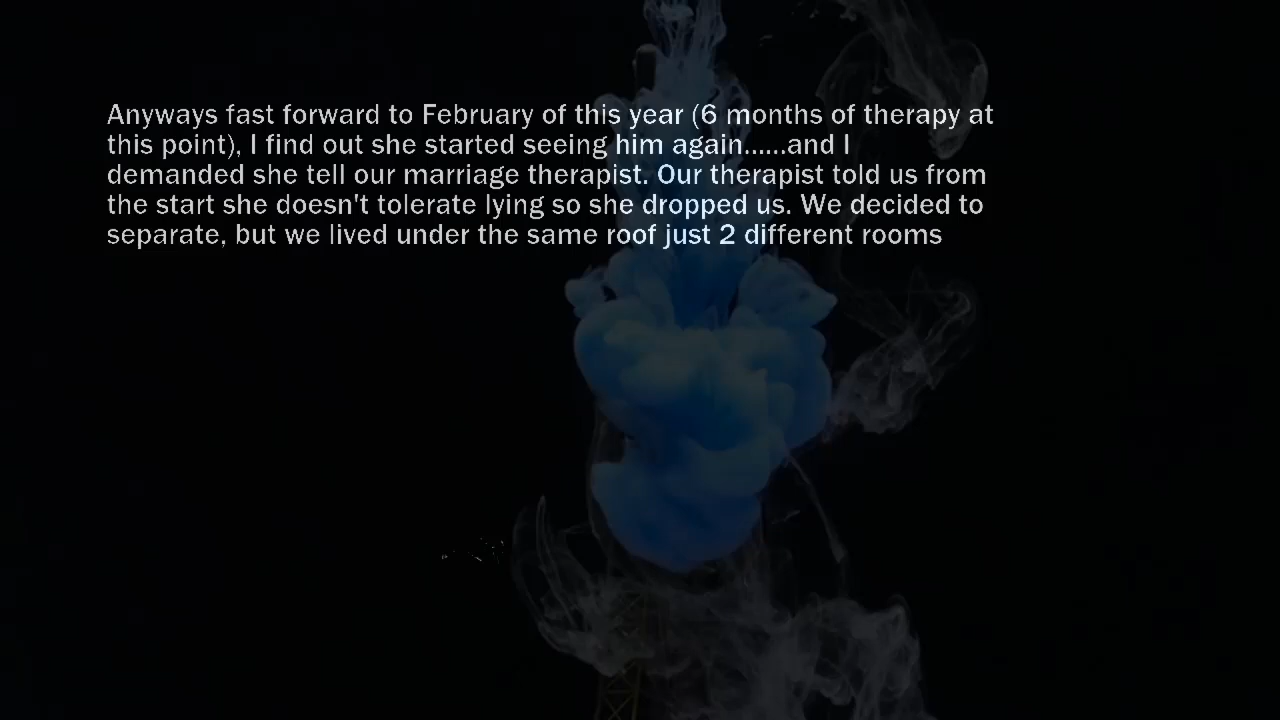 Anyways fast forward to February of this year (6 months of therapy at
this point), I find out she started seeing him again......and I
demanded she tell our marriage therapist. Our therapist told us from
the start she doesn't tolerate lying so she dropped us. We decided to
separate, but we lived under the same roof just 2 different rooms